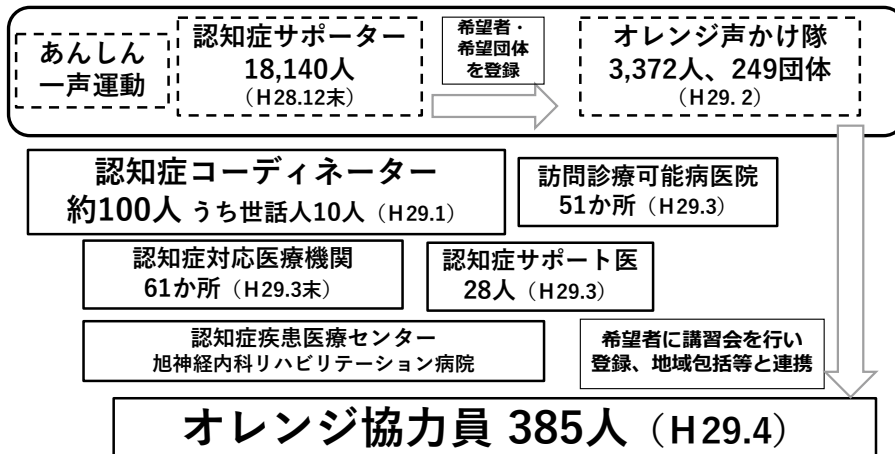 あんしん
一声運動
認知症サポーター
18,140人
（H28.12末）
希望者・
希望団体
を登録
オレンジ声かけ隊
3,372人、249団体
（H29. 2）
認知症コーディネーター
約100人 うち世話人10人（H29.1）
訪問診療可能病医院
51か所（H29.3）
認知症対応医療機関
61か所（H29.3末）
認知症サポート医
28人（H29.3）
認知症疾患医療センター
旭神経内科リハビリテーション病院
希望者に講習会を行い
登録、地域包括等と連携
オレンジ協力員 385人（H29.4）